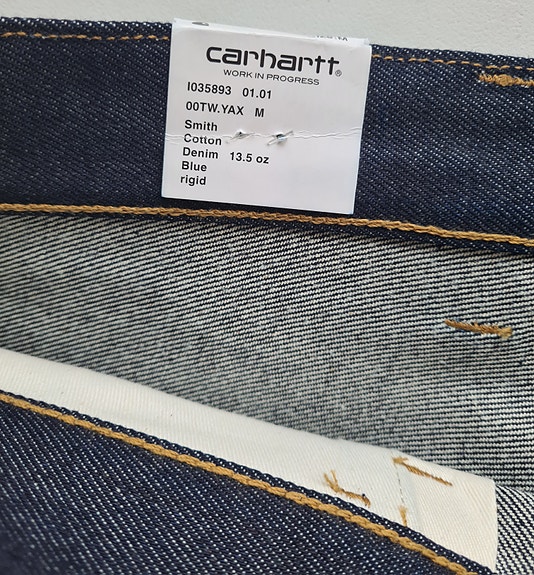 carhartt®
WORK IN PROGRESS
I035893 01.01
00TW.YAX M
Smith
Cotton
Denim 13.5 oz
Blue
rigid